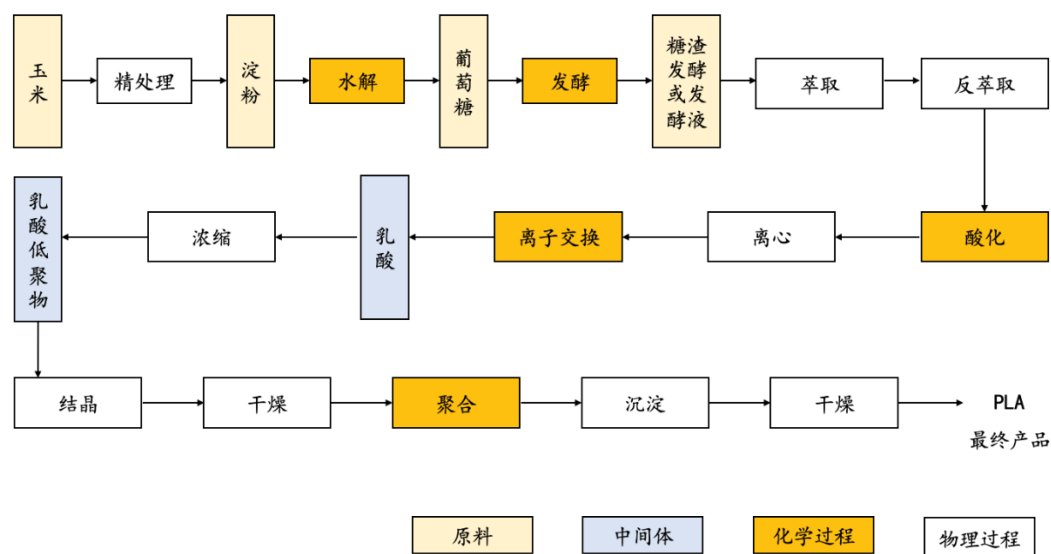 玉米
精处理
淀粉
水解
葡萄糖
发酵
糖渣发酵或发酵液
萃取
反萃取
乳酸低聚物
浓缩
乳酸
离子交换
离心
酸化
结晶
干燥
聚合
沉淀
干燥
PLA
最终产品
原料
中间体
化学过程
物理过程